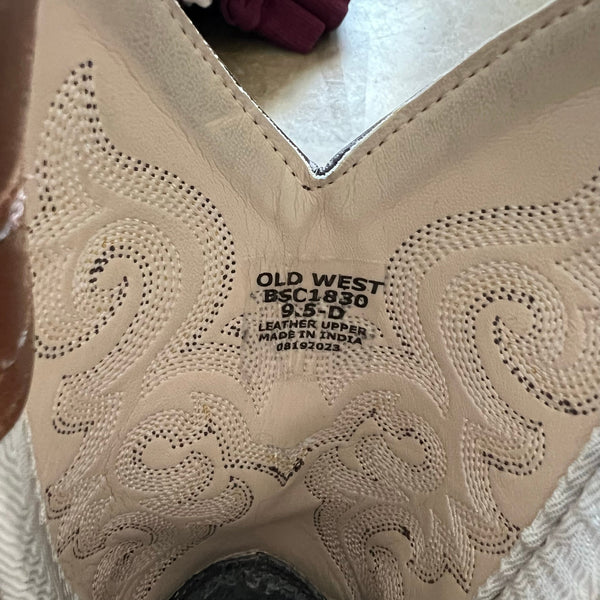 OLD WEST
BSC1830
9.5-D
LEATHER UPPER
MADE IN INDIA
08192023